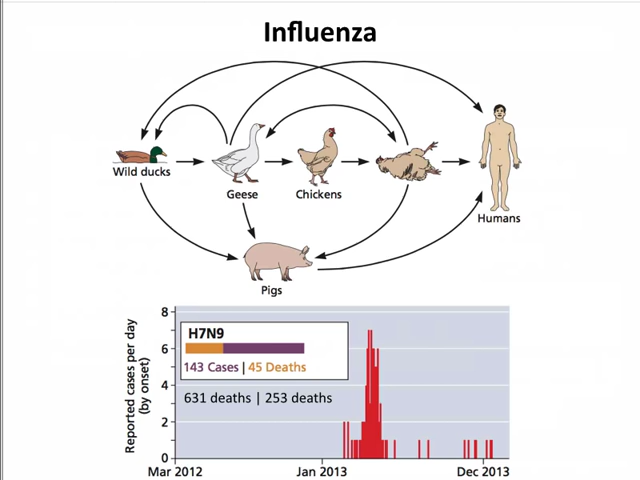 Influenza
Wild ducks
Geese
Chickens
Humans
Pigs
Reported cases per day
(by onset)
8
6
4
2
0
H7N9
143 Cases | 45 Deaths
631 deaths | 253 deaths
Mar 2012
Jan 2013
Dec 2013